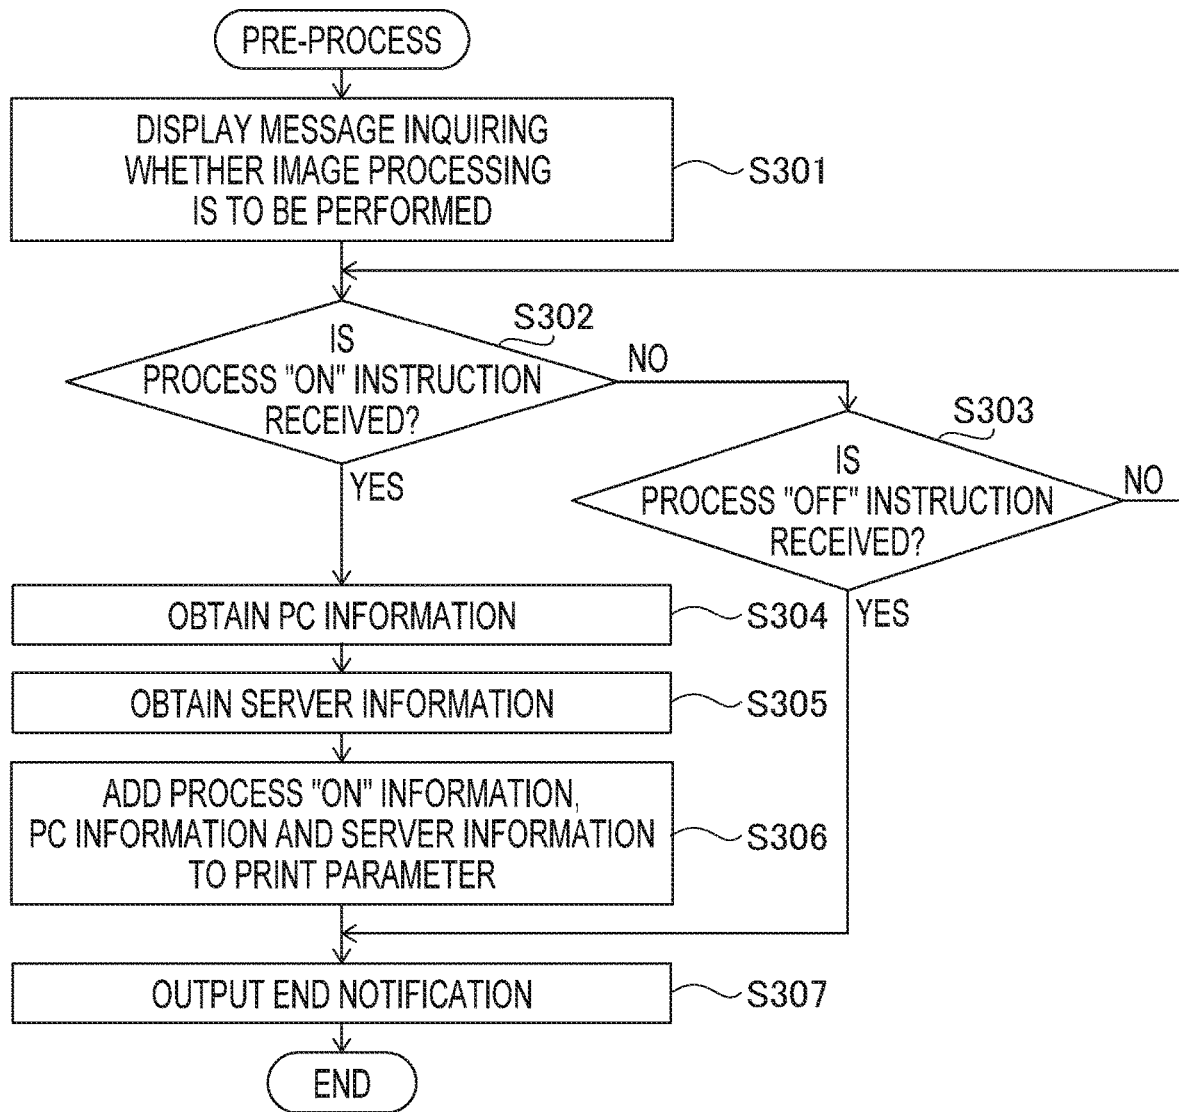 PRE-PROCESS
DISPLAY MESSAGE INQUIRING
WHETHER IMAGE PROCESSING
IS TO BE PERFORMED
S301
S302
IS
PROCESS "ON" INSTRUCTION
RECEIVED?
NO
YES
S303
IS
PROCESS "OFF" INSTRUCTION
RECEIVED?
NO
YES
OBTAIN PC INFORMATION
S304
OBTAIN SERVER INFORMATION
S305
ADD PROCESS "ON" INFORMATION,
PC INFORMATION AND SERVER INFORMATION
TO PRINT PARAMETER
S306
OUTPUT END NOTIFICATION
S307
END